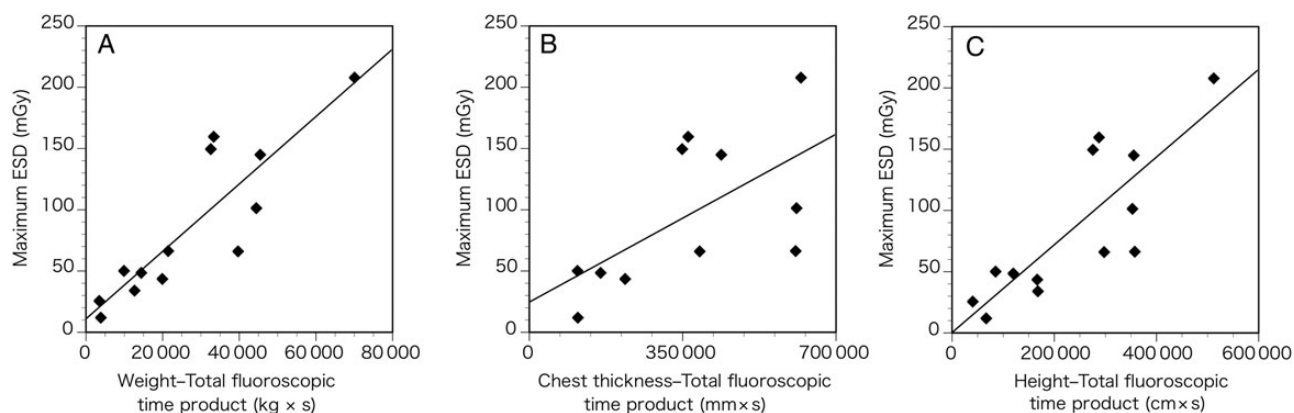 A
Maximum ESD (mGy)
250
200
150
100
50
0
0
20 000
40 000
60 000
80 000
Weight–Total fluoroscopic
time product (kg × s)
B
Maximum ESD (mGy)
250
200
150
100
50
0
0
350 000
700 000
Chest thickness–Total fluoroscopic
time product (mm×s)
C
Maximum ESD (mGy)
250
200
150
100
50
0
0
200 000
400 000
600 000
Height–Total fluoroscopic
time product (cm×s)